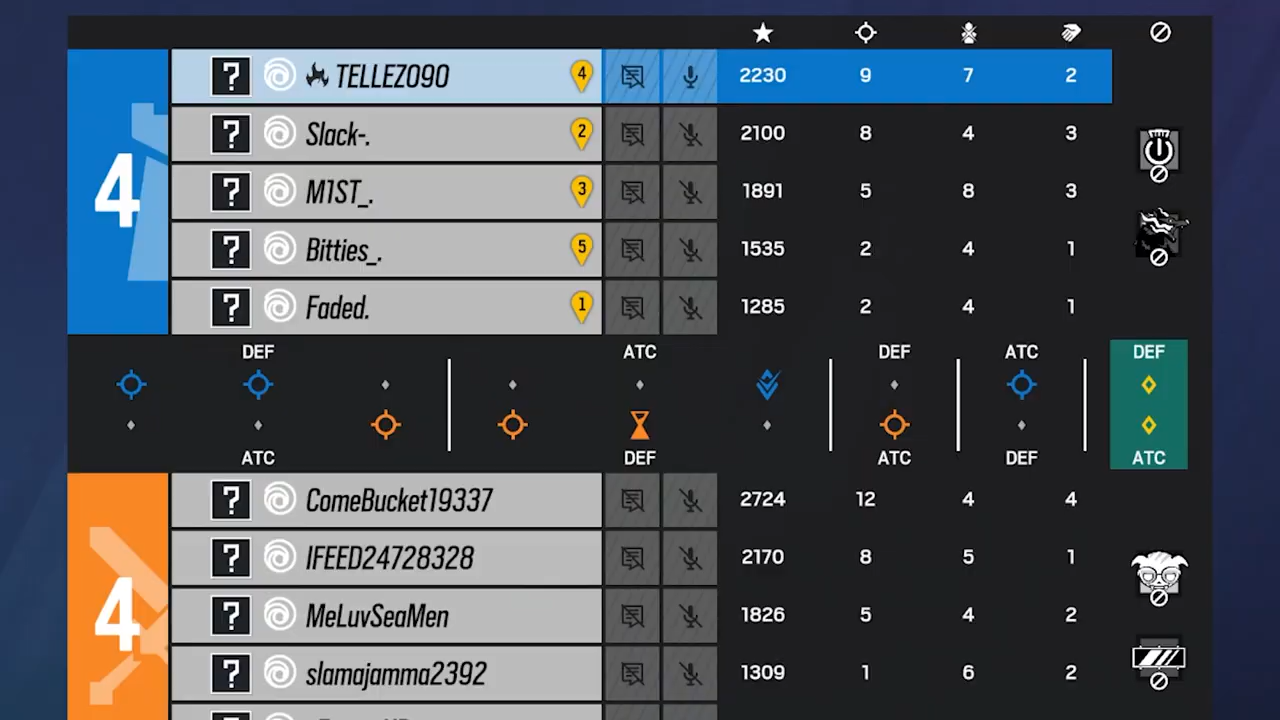 ? TELLEZ090 4 2230 9 7 2
? Slack-. 2 2100 8 4 3
? M1ST_. 3 1891 5 8 3
4
? Bitties_. 5 1535 2 4 1
? Faded. 1 1285 2 4 1
DEF ATC DEF ATC DEF
ATC DEF ATC DEF ATC
? ComeBucket19337 2724 12 4 4
? IFEED24728328 2170 8 5 1
4
? MeLuvSeaMen 1826 5 4 2
? slamajamma2392 1309 1 6 2